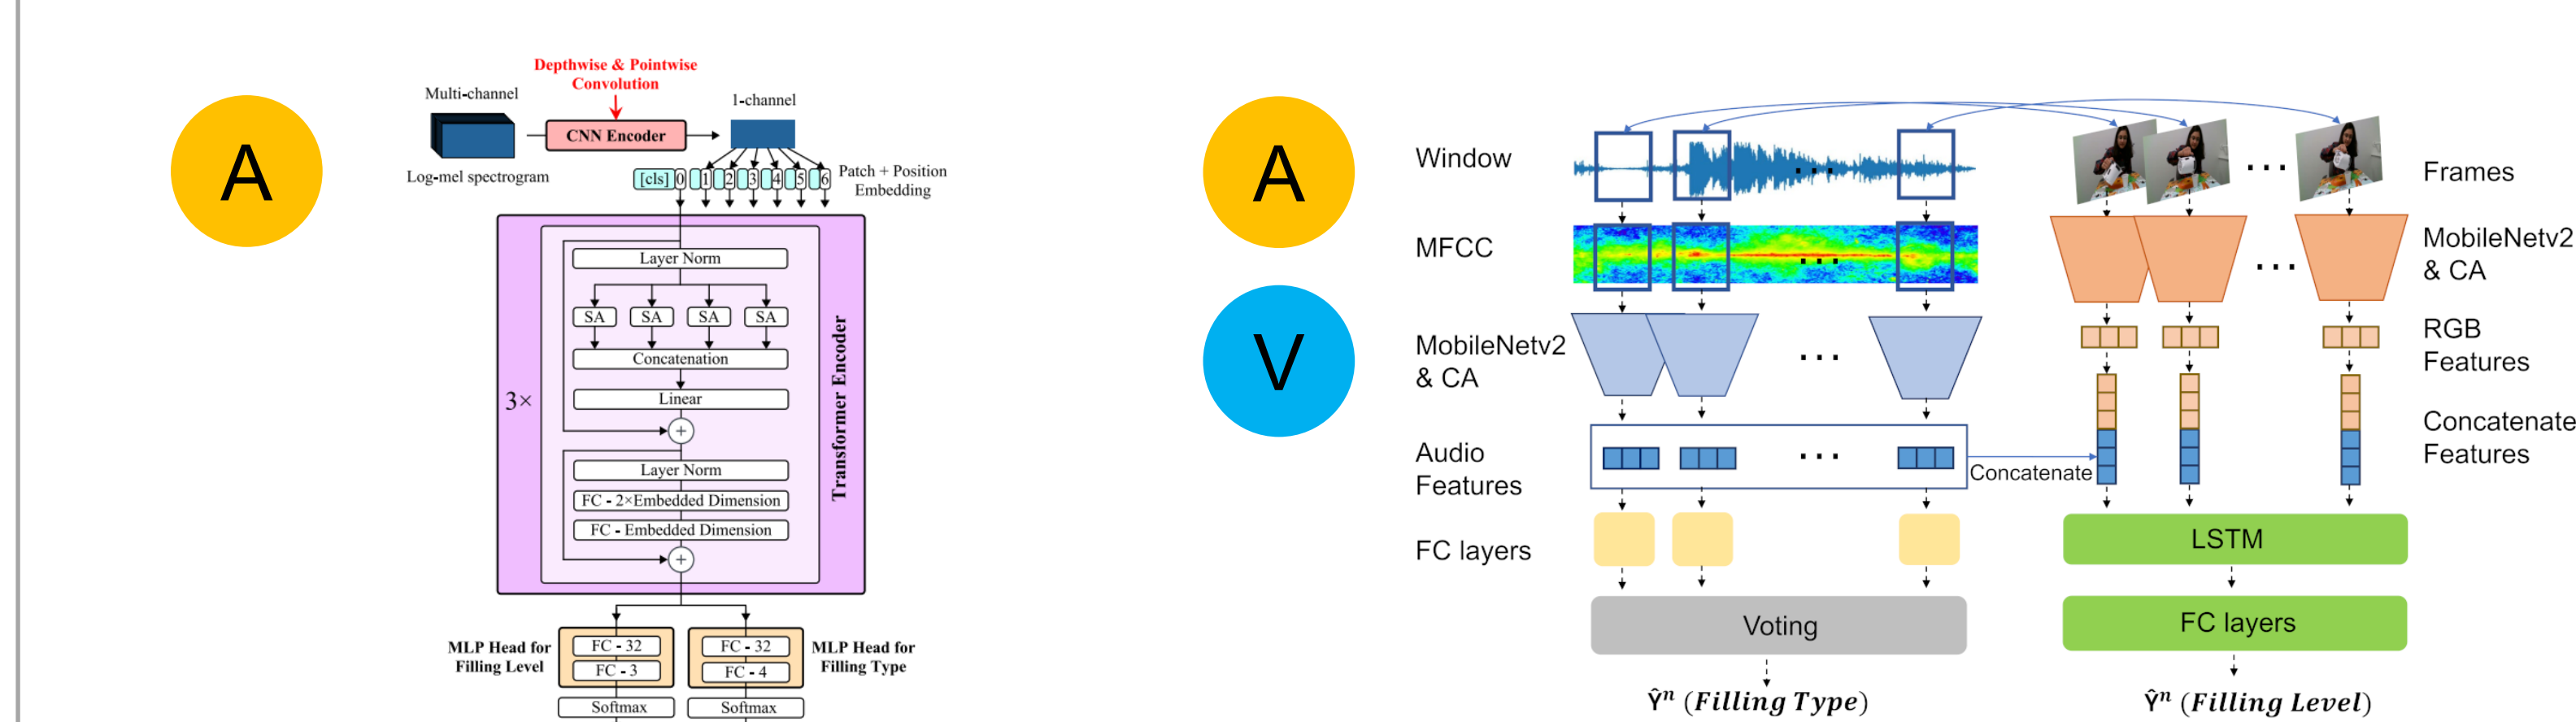 A
Depthwise & Pointwise
Convolution
Multi-channel
CNN Encoder
1-channel
Log-mel spectrogram
[cls] 0 1 2 3 4 5 6
Patch + Position
Embedding
Layer Norm
SA SA SA SA
Concatenation
Linear
+
3×
Transformer Encoder
Layer Norm
FC - 2×Embedded Dimension
FC - Embedded Dimension
+
MLP Head for
Filling Level
FC - 32
FC - 3
Softmax
FC - 32
FC - 4
Softmax
MLP Head for
Filling Type
A
V
Window
...
MFCC
...
MobileNetv2
& CA
...
Audio
Features
...
Concatenate
FC layers
Voting
Ŷⁿ (Filling Type)
...
Frames
...
MobileNetv2
& CA
RGB
Features
Concatenate
Features
LSTM
FC layers
Ŷⁿ (Filling Level)